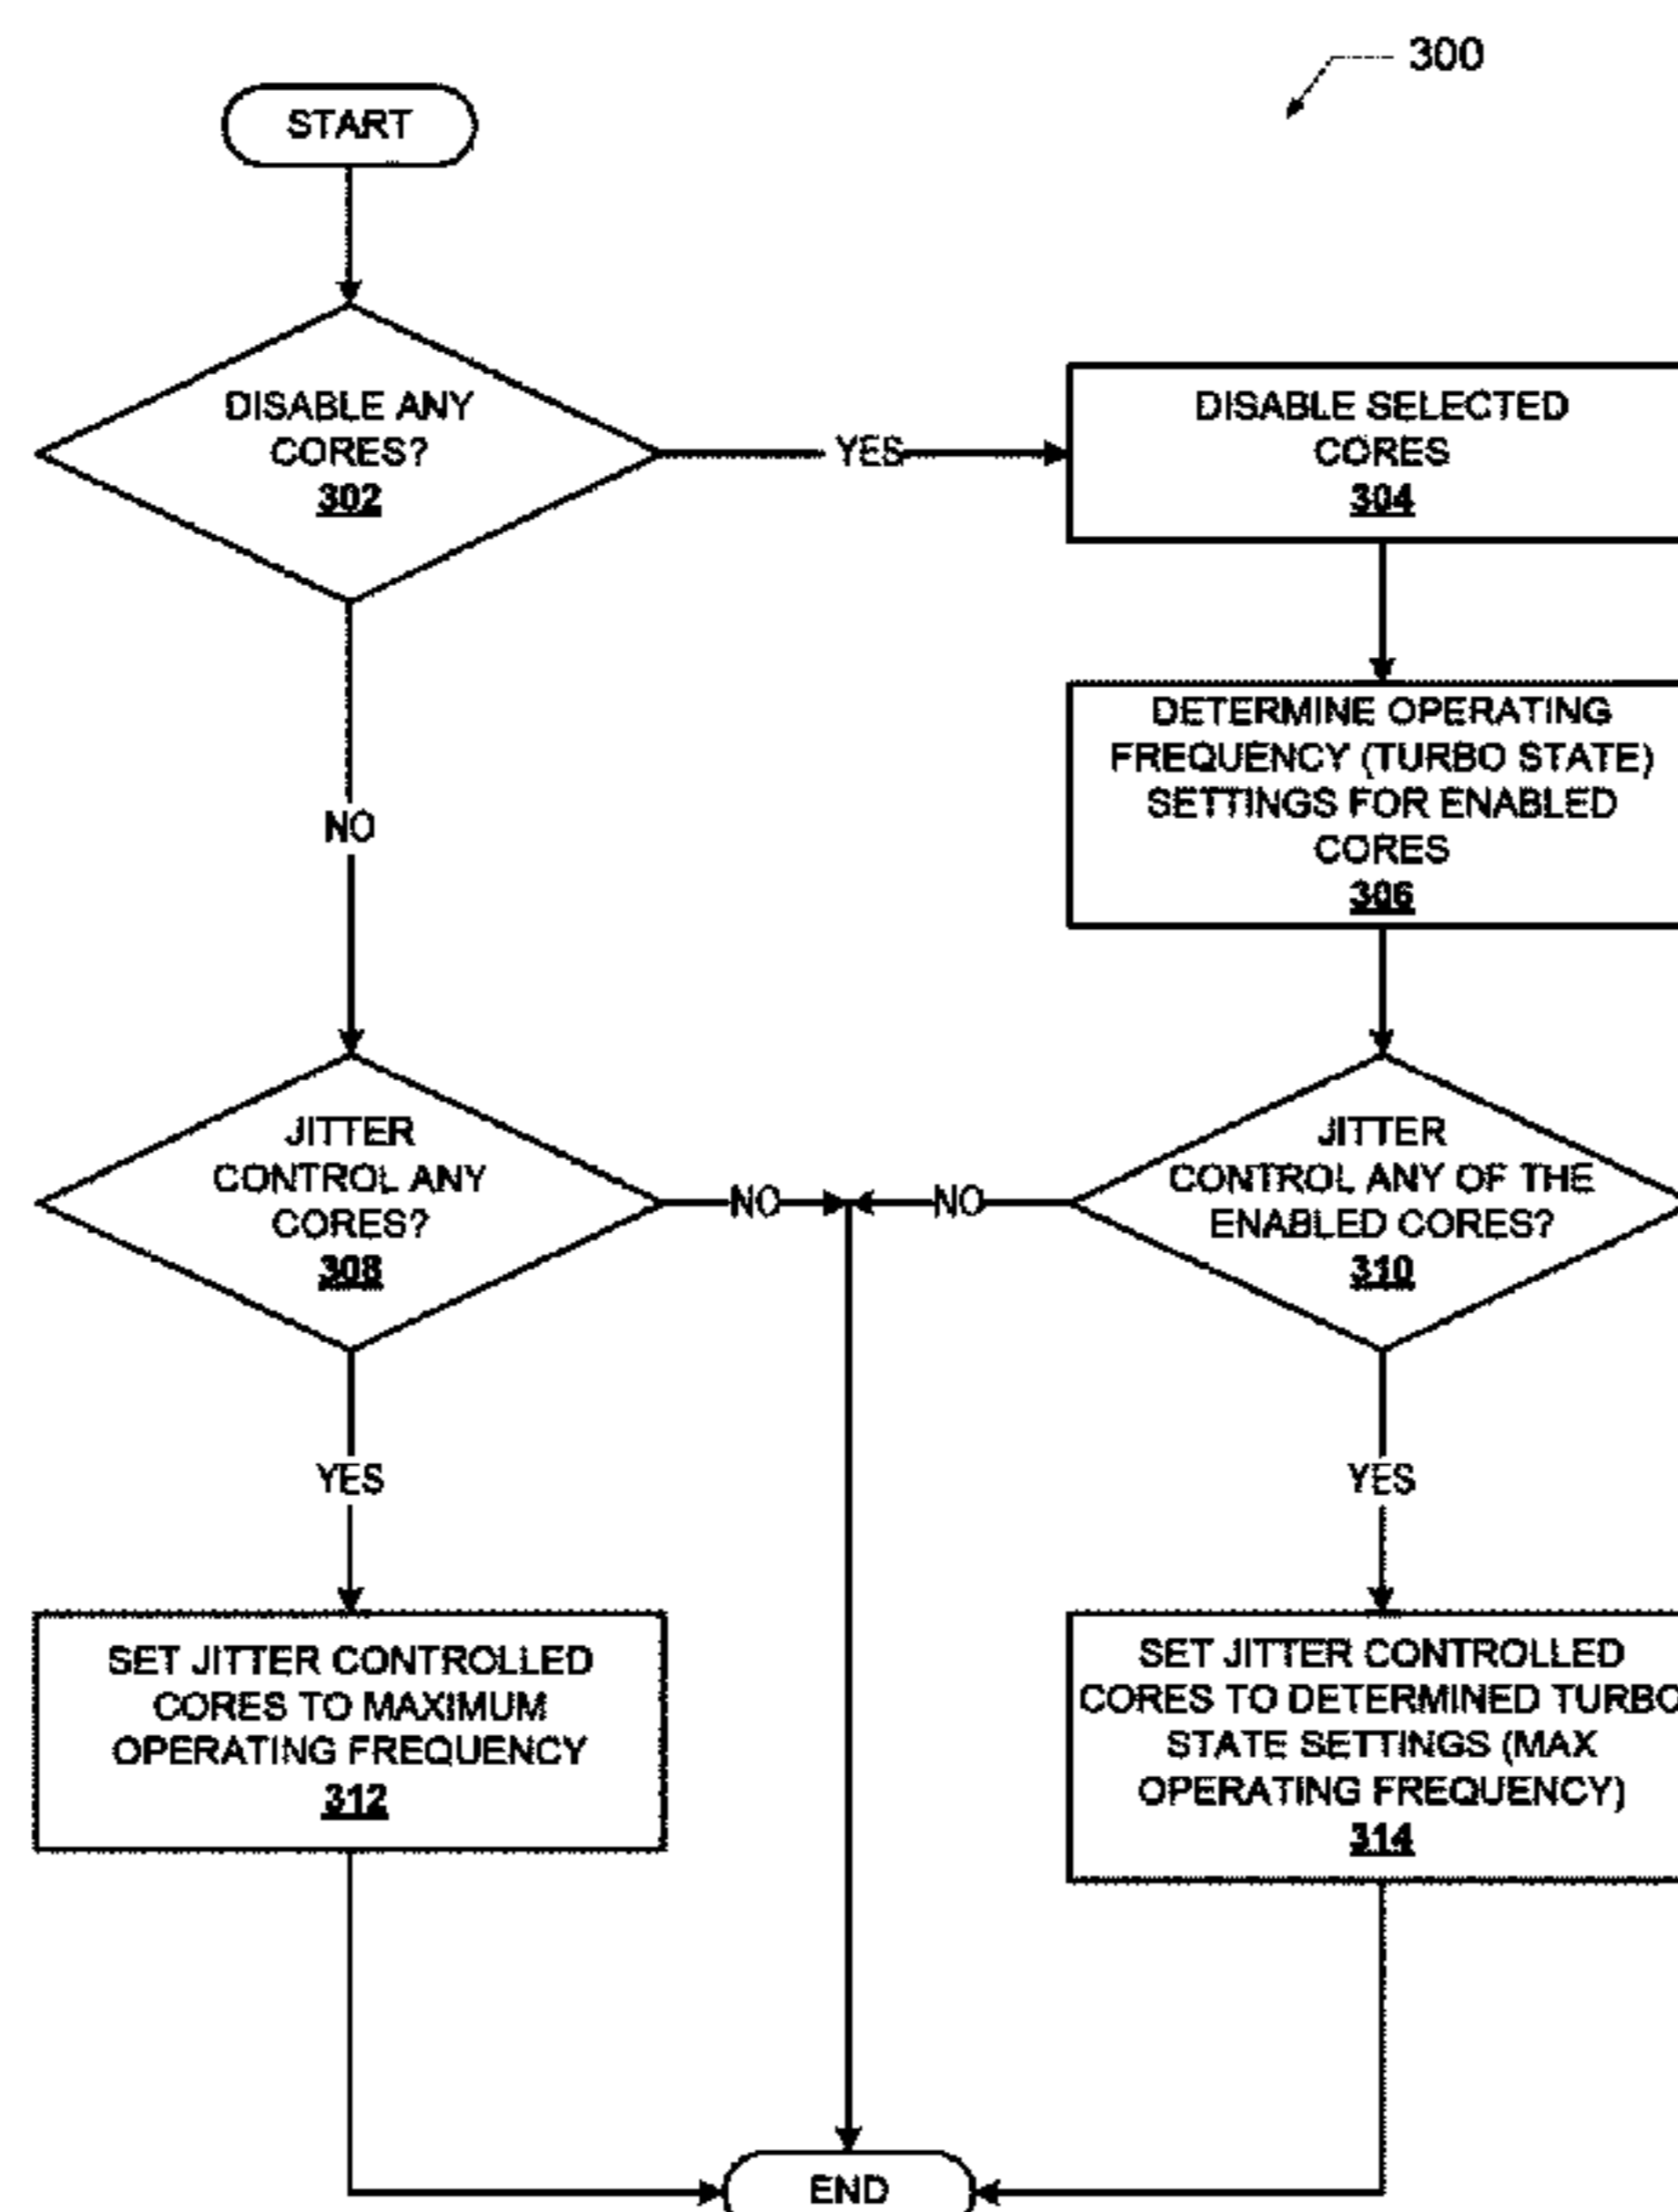 300
START
DISABLE ANY
CORES?
302
YES
DISABLE SELECTED
CORES
304
DETERMINE OPERATING
FREQUENCY (TURBO STATE)
SETTINGS FOR ENABLED
CORES
306
NO
JITTER
CONTROL ANY
CORES?
308
NO
NO
JITTER
CONTROL ANY OF THE
ENABLED CORES?
310
YES
YES
SET JITTER CONTROLLED
CORES TO MAXIMUM
OPERATING FREQUENCY
312
SET JITTER CONTROLLED
CORES TO DETERMINED TURBO
STATE SETTINGS (MAX
OPERATING FREQUENCY)
314
END